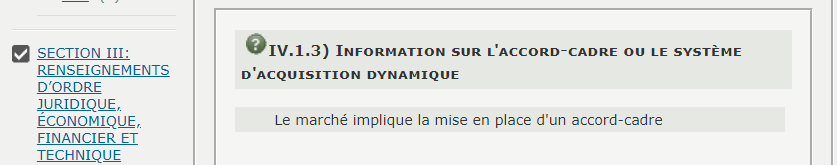 SECTION III:
RENSEIGNEMENTS
D’ORDRE
JURIDIQUE,
ÉCONOMIQUE,
FINANCIER ET
TECHNIQUE
IV.1.3) Information sur l'accord-cadre ou le système
d'acquisition dynamique
Le marché implique la mise en place d'un accord-cadre